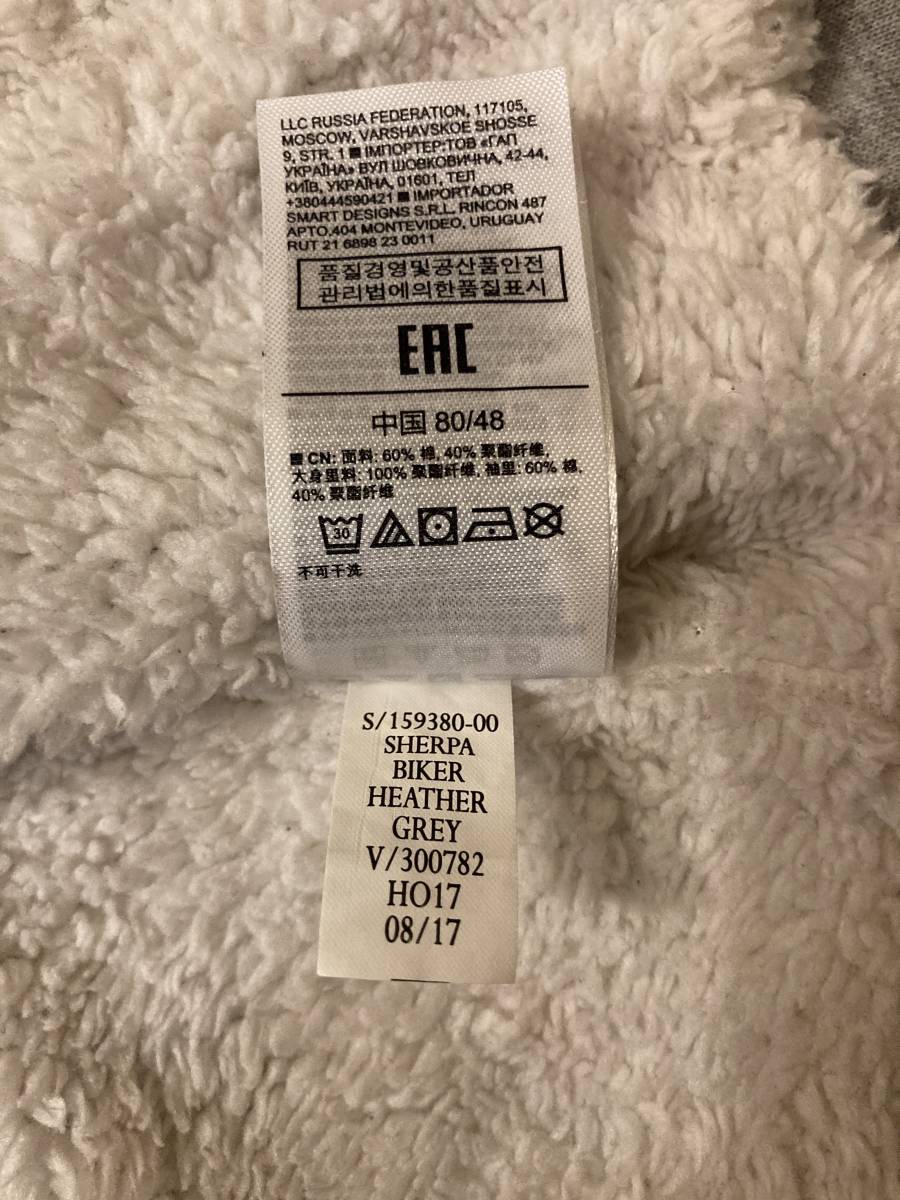 LLC RUSSIA FEDERATION, 117105,
MOSCOW, VARSHAVSKOE SHOSSE
9, STR. 1 ■ ІМПОРТЕР:ТОВ «ГАП
УКРАЇНА» ВУЛ ШОВКОВИЧНА, 42-44,
КИЇВ, УКРАЇНА, 01601, ТЕЛ
+380444590421 ■ IMPORTADOR
SMART DESIGNS S.R.L. RINCON 487
APTO.404 MONTEVIDEO, URUGUAY
RUT 21 6898 23 0011
품질경영및공산품안전
관리법에의한품질표시
EAC
中国 80/48
■ CN: 面料: 60% 棉, 40% 聚酯纤维,
大身里料: 100% 聚酯纤维, 袖里: 60% 棉,
40% 聚酯纤维
30
不可干洗
S/159380-00
SHERPA
BIKER
HEATHER
GREY
V/300782
HO17
08/17